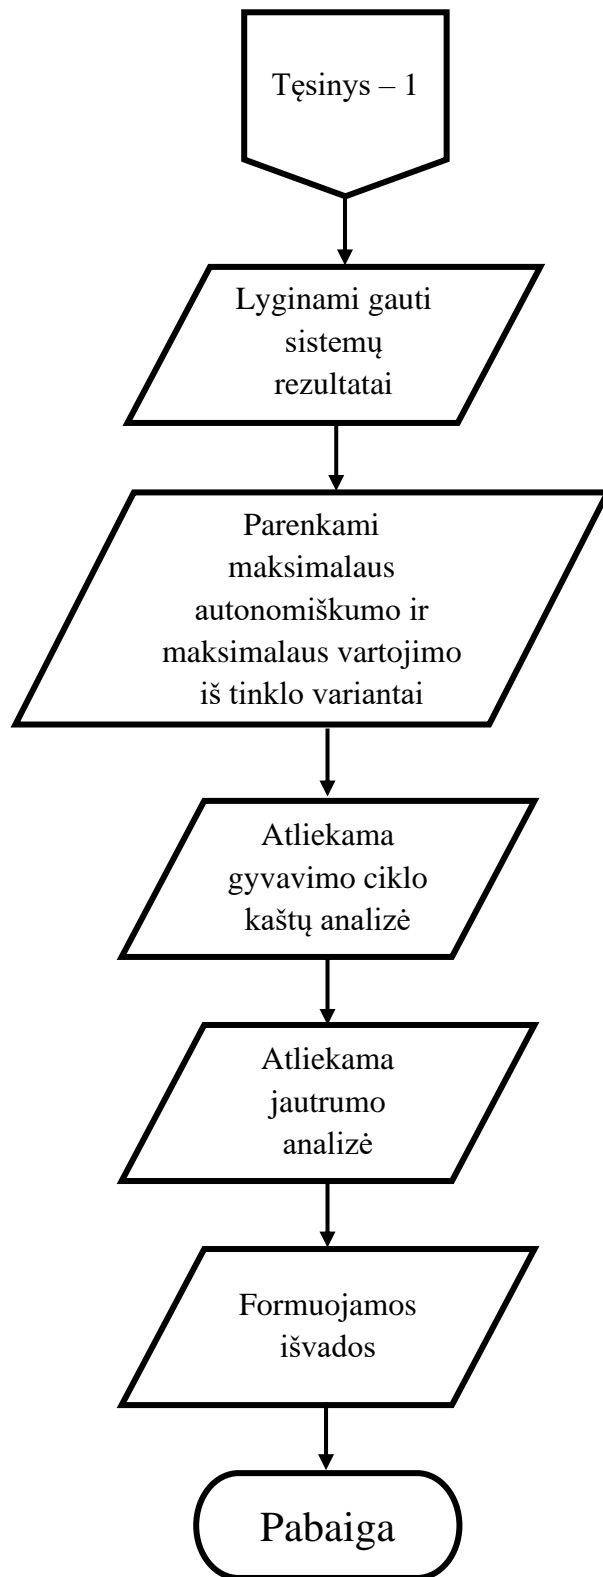 Tęsinys – 1
Lyginami gauti
sistemų
rezultatai
Parenkami
maksimalaus
autonomiškumo ir
maksimalaus vartojimo
iš tinklo variantai
Atliekama
gyvavimo ciklo
kaštų analizė
Atliekama
jautrumo
analizė
Formuojamos
išvados
Pabaiga